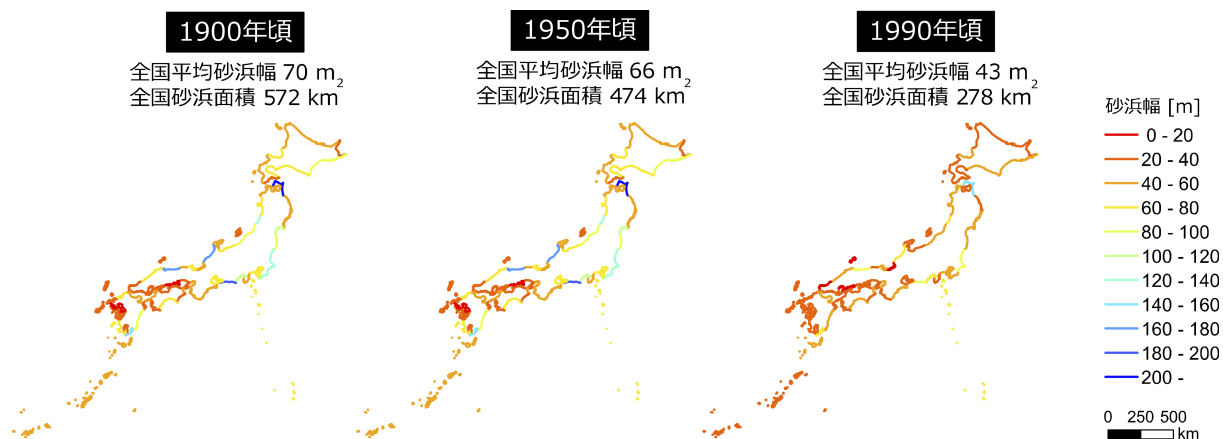 1900年頃
全国平均砂浜幅 70 m
全国砂浜面積 572 km2
1950年頃
全国平均砂浜幅 66 m
全国砂浜面積 474 km2
1990年頃
全国平均砂浜幅 43 m
全国砂浜面積 278 km2
砂浜幅 [m]
0 - 20
20 - 40
40 - 60
60 - 80
80 - 100
100 - 120
120 - 140
140 - 160
160 - 180
180 - 200
200 -
0 250 500
km